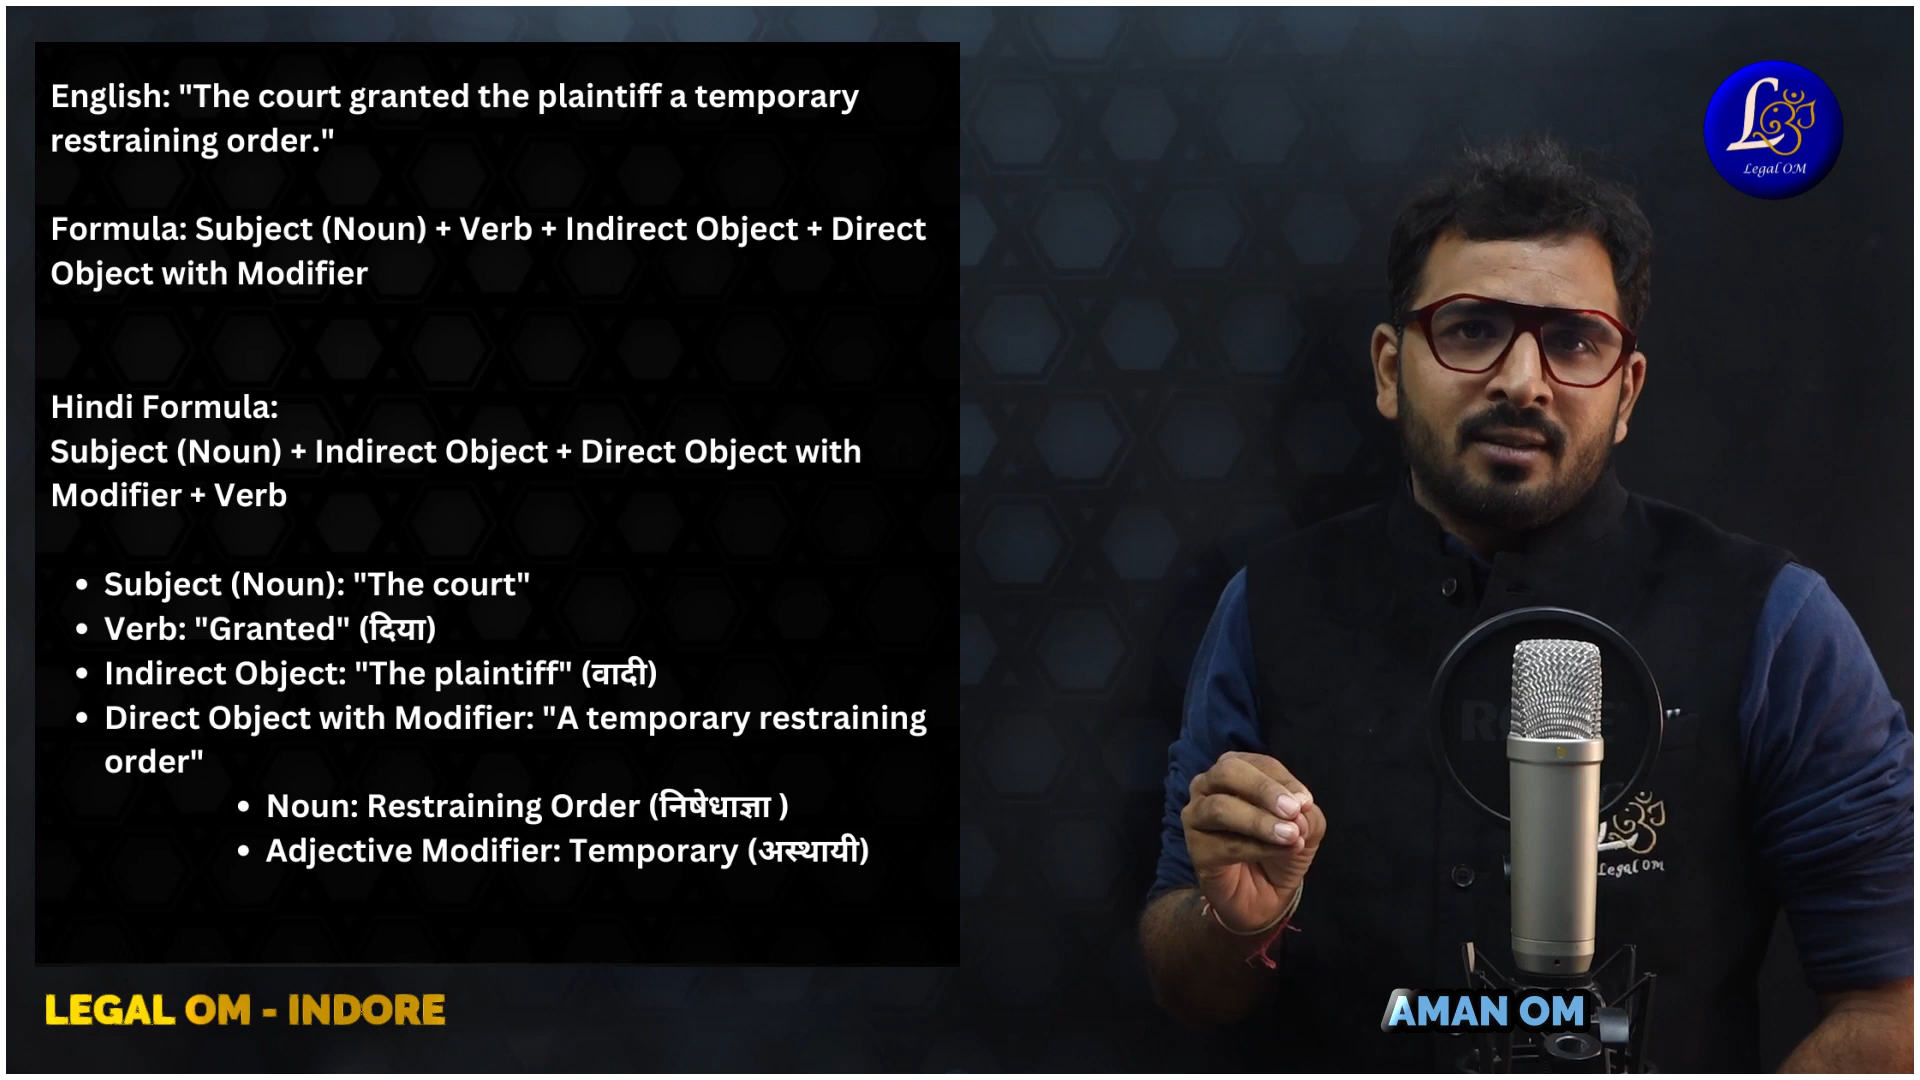 English: "The court granted the plaintiff a temporary
restraining order."
Formula: Subject (Noun) + Verb + Indirect Object + Direct
Object with Modifier
Hindi Formula:
Subject (Noun) + Indirect Object + Direct Object with
Modifier + Verb
• Subject (Noun): "The court"
• Verb: "Granted" (दिया)
• Indirect Object: "The plaintiff" (वादी)
• Direct Object with Modifier: "A temporary restraining
order"
• Noun: Restraining Order (निषेधाज्ञा )
• Adjective Modifier: Temporary (अस्थायी)
LEGAL OM - INDORE
L ॐ
Legal OM
Legal OM
AMAN OM